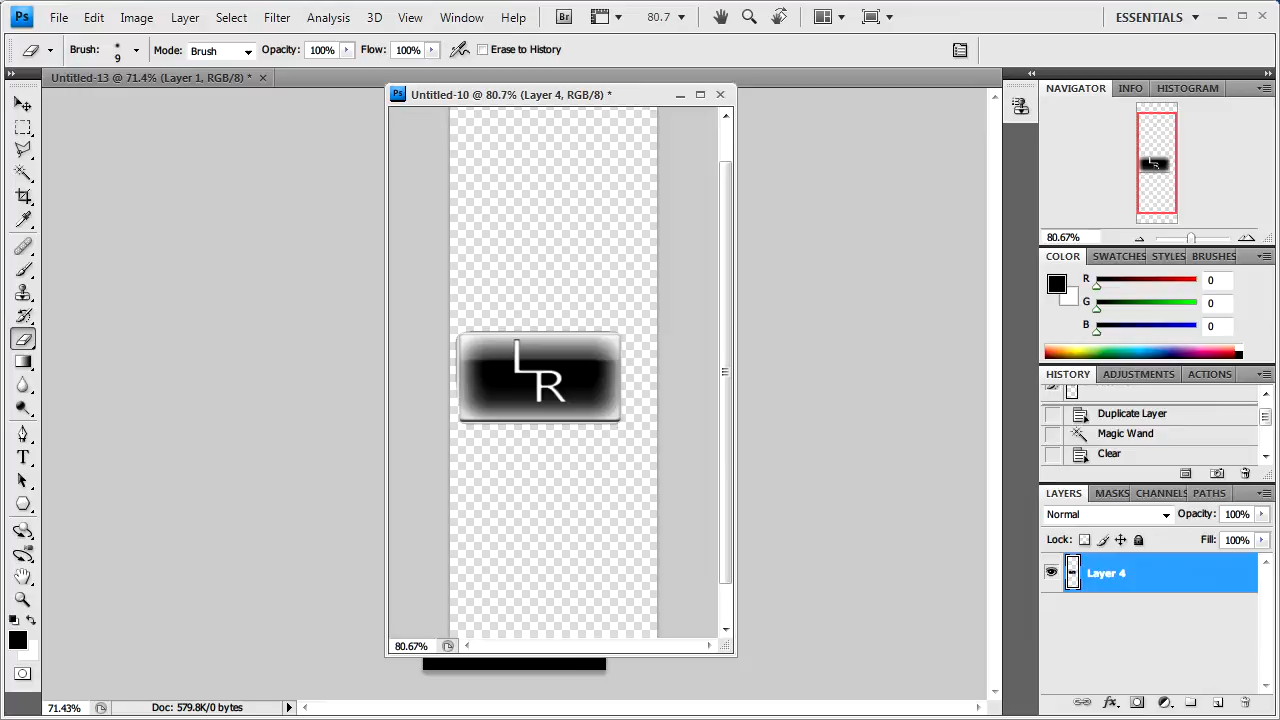 Ps File Edit Image Layer Select Filter Analysis 3D View Window Help Br 80.7 ESSENTIALS
Brush: 9 Mode: Brush Opacity: 100% Flow: 100% Erase to History
Untitled-13 @ 71.4% (Layer 1, RGB/8) *
Ps Untitled-10 @ 80.7% (Layer 4, RGB/8) *
L
R
80.67%
71.43% Doc: 579.8K/0 bytes
NAVIGATOR INFO HISTOGRAM
80.67%
COLOR SWATCHES STYLES BRUSHES
R 0
G 0
B 0
HISTORY ADJUSTMENTS ACTIONS
Duplicate Layer
Magic Wand
Clear
LAYERS MASKS CHANNELS PATHS
Normal Opacity: 100%
Lock: Fill: 100%
Layer 4
T